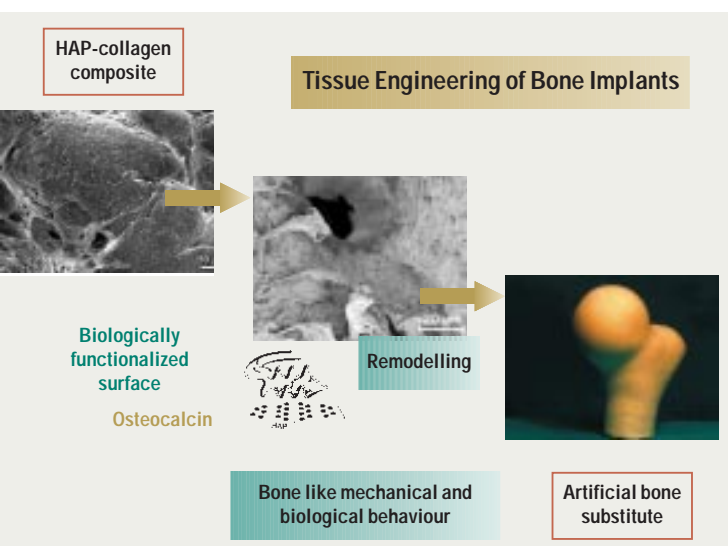 HAP-collagen
composite
Tissue Engineering of Bone Implants
Biologically
functionalized
surface
Osteocalcin
HAP
Remodelling
Bone like mechanical and
biological behaviour
Artificial bone
substitute